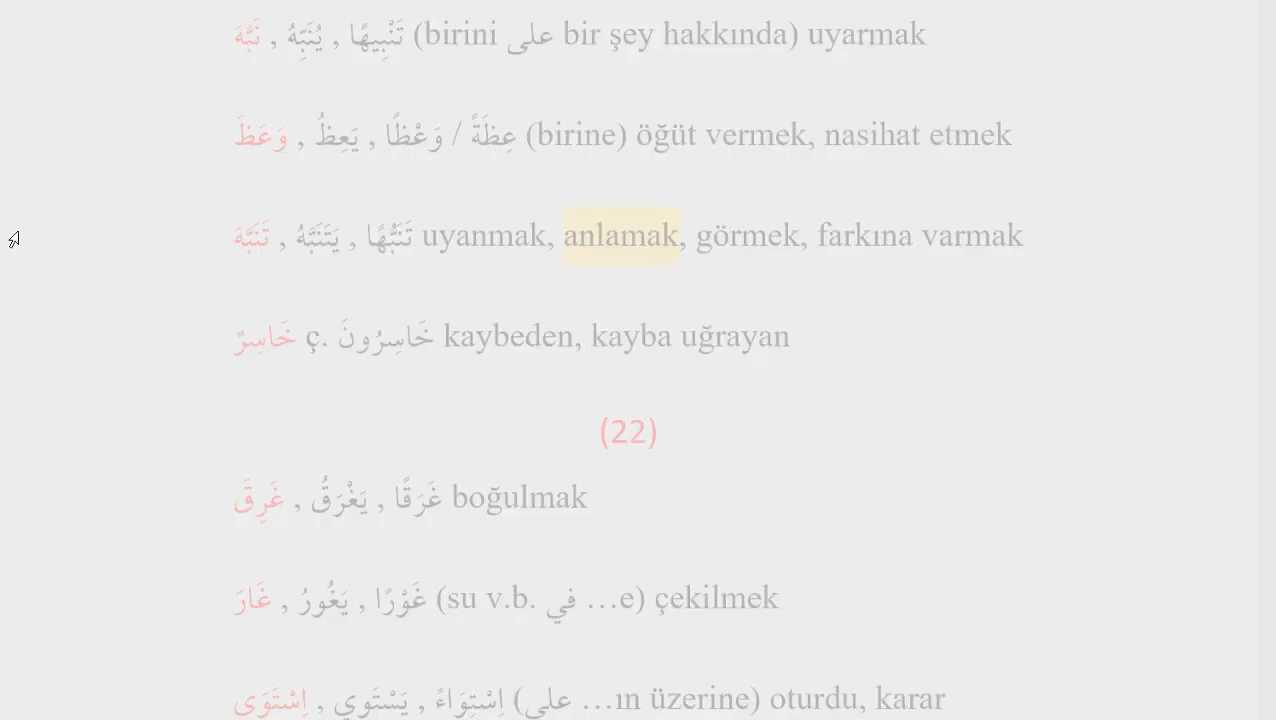 نَبَّهَ , يُنَبِّهُ , تَنْبِيهًا (birini على bir şey hakkında) uyarmak
وَعَظَ , يَعِظُ , وَعْظًا / عِظَةً (birine) öğüt vermek, nasihat etmek
تَنَبَّهَ , يَتَنَبَّهُ , تَنَبُّهًا uyanmak, anlamak, görmek, farkına varmak
خَاسِرٌ ç. خَاسِرُونَ kaybeden, kayba uğrayan
(22)
غَرِقَ , يَغْرَقُ , غَرَقًا boğulmak
غَارَ , يَغُورُ , غَوْرًا (su v.b. في …e) çekilmek
اِسْتَوَى , يَسْتَوِي , اِسْتِوَاءً (على …ın üzerine) oturdu, karar